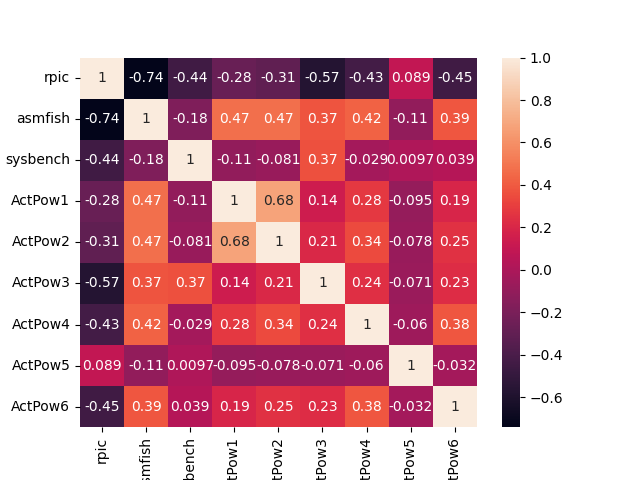 rpic 1 -0.74 -0.44 -0.28 -0.31 -0.57 -0.43 0.089 -0.45
asmfish -0.74 1 -0.18 0.47 0.47 0.37 0.42 -0.11 0.39
sysbench -0.44 -0.18 1 -0.11 -0.081 0.37 -0.029 0.0097 0.039
ActPow1 -0.28 0.47 -0.11 1 0.68 0.14 0.28 -0.095 0.19
ActPow2 -0.31 0.47 -0.081 0.68 1 0.21 0.34 -0.078 0.25
ActPow3 -0.57 0.37 0.37 0.14 0.21 1 0.24 -0.071 0.23
ActPow4 -0.43 0.42 -0.029 0.28 0.34 0.24 1 -0.06 0.38
ActPow5 0.089 -0.11 0.0097 -0.095 -0.078 -0.071 -0.06 1 -0.032
ActPow6 -0.45 0.39 0.039 0.19 0.25 0.23 0.38 -0.032 1
rpic
smfish
bench
tPow1
tPow2
tPow3
tPow4
tPow5
tPow6
1.0
0.8
0.6
0.4
0.2
0.0
−0.2
−0.4
−0.6